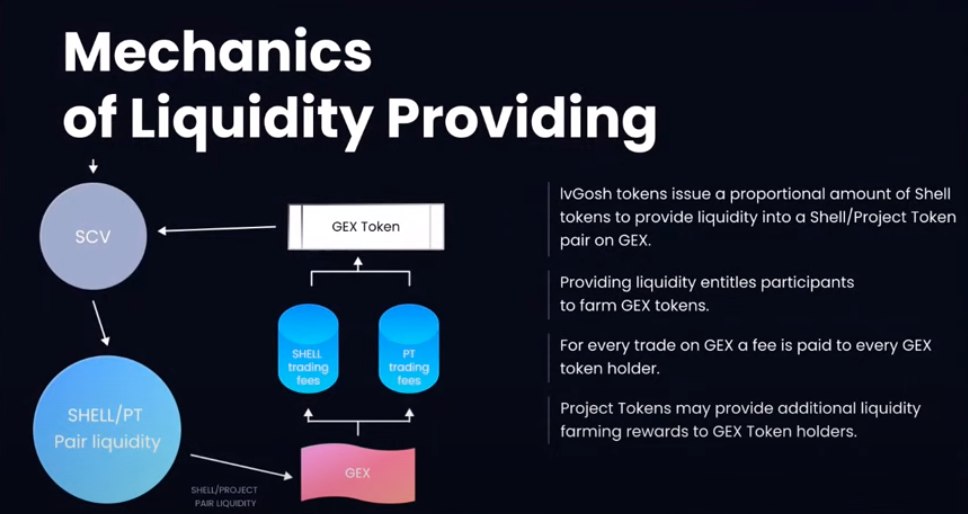 Mechanics
of Liquidity Providing
SCV
GEX Token
SHELL
trading
fees
PT
trading
fees
SHELL/PT
Pair liquidity
GEX
SHELL/PROJECT
PAIR LIQUIDITY
lvGosh tokens issue a proportional amount of Shell
tokens to provide liquidity into a Shell/Project Token
pair on GEX.
Providing liquidity entitles participants
to farm GEX tokens.
For every trade on GEX a fee is paid to every GEX
token holder.
Project Tokens may provide additional liquidity
farming rewards to GEX Token holders.